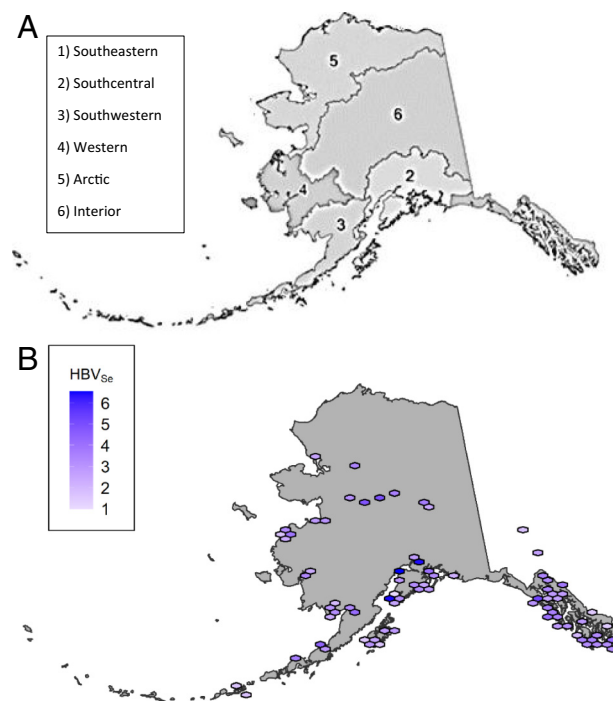 A
1) Southeastern
2) Southcentral
3) Southwestern
4) Western
5) Arctic
6) Interior
5
6
2
4
3
B
HBVSe
6
5
4
3
2
1